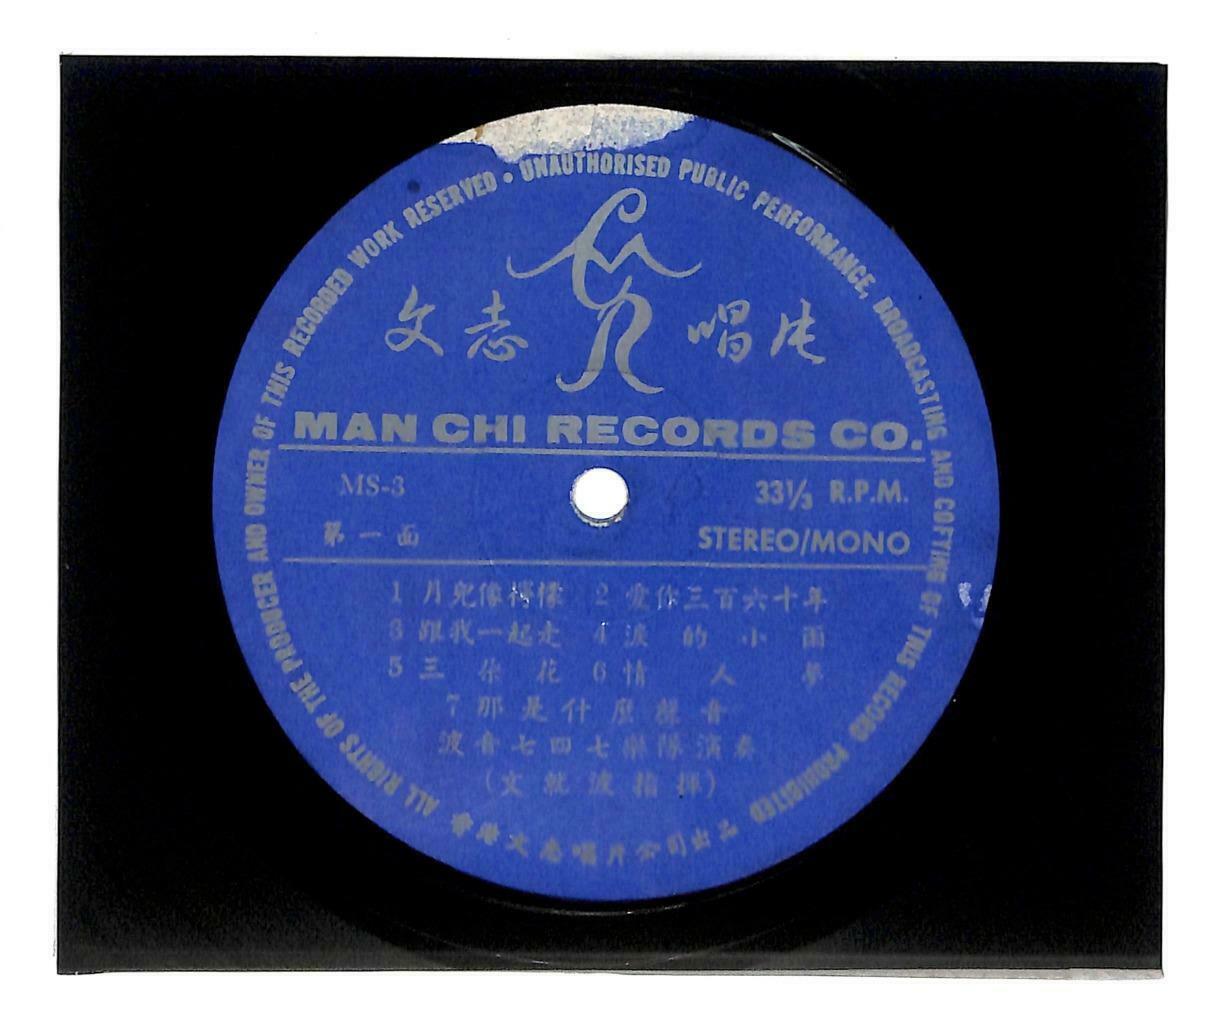 ALL RIGHTS OF THE PRODUCER AND OWNER OF THIS RECORDED WORK RESERVED • UNAUTHORISED PUBLIC PERFORMANCE, BROADCASTING AND COPYING OF THIS RECORD PROHIBITED
文志唱片
MAN CHI RECORDS CO.
MS-3
33⅓ R.P.M.
第一面
STEREO/MONO
1 月兒像檸檬 2 愛你三百六十年
3 跟我一起走 4 淚的小雨
5 三朵花 6 情人夢
7 那是什麼聲音
波音七四七樂隊演奏
(文就波指揮)
香港文志唱片公司出品